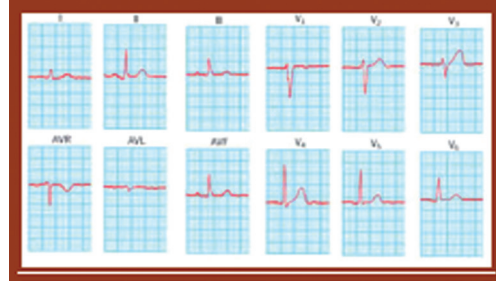 I II III V₁ V₂ V₃
AVR AVL AVF V₄ V₅ V₆